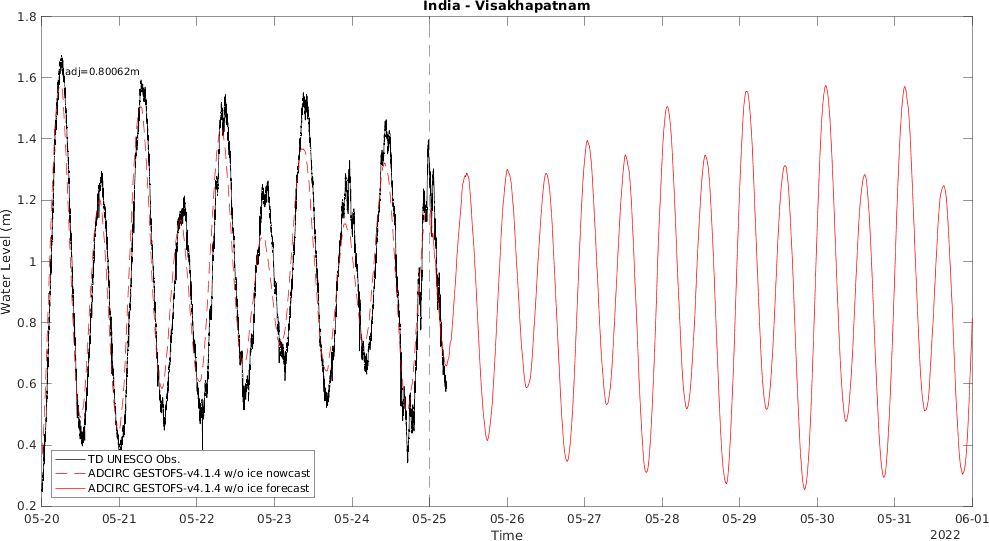 India - Visakhapatnam
adj=0.80062m
Water Level (m)
1.8
1.6
1.4
1.2
1
0.8
0.6
0.4
0.2
TD UNESCO Obs.
ADCIRC GESTOFS-v4.1.4 w/o ice nowcast
ADCIRC GESTOFS-v4.1.4 w/o ice forecast
05-20 05-21 05-22 05-23 05-24 05-25 05-26 05-27 05-28 05-29 05-30 05-31 06-01
Time
2022